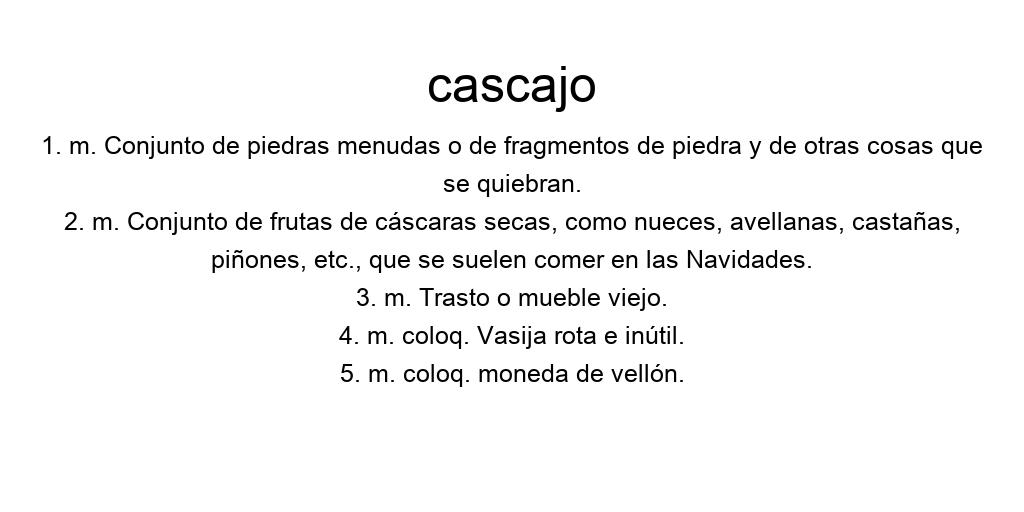 cascajo
1. m. Conjunto de piedras menudas o de fragmentos de piedra y de otras cosas que
se quiebran.
2. m. Conjunto de frutas de cáscaras secas, como nueces, avellanas, castañas,
piñones, etc., que se suelen comer en las Navidades.
3. m. Trasto o mueble viejo.
4. m. coloq. Vasija rota e inútil.
5. m. coloq. moneda de vellón.